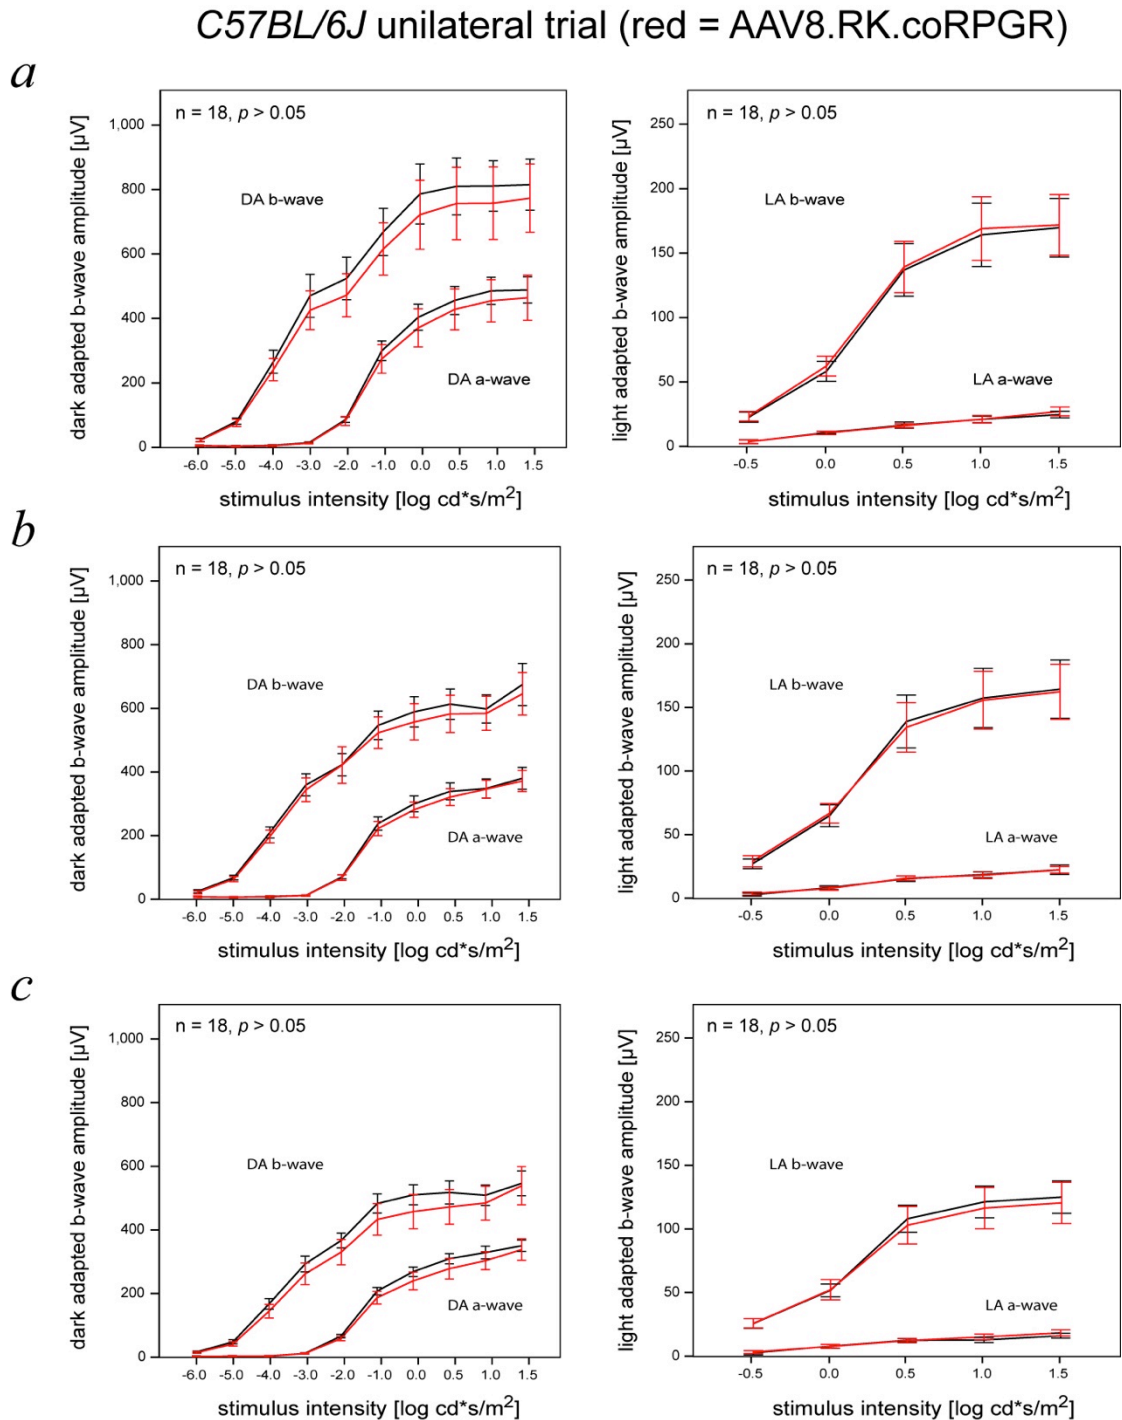 C57BL/6J unilateral trial (red = AAV8.RK.coRPGR)
a
dark adapted b-wave amplitude [µV]
n = 18, p > 0.05
1,000
800
600
400
200
0
DA b-wave
DA a-wave
-6.0 -5.0 -4.0 -3.0 -2.0 -1.0 0.0 0.5 1.0 1.5
stimulus intensity [log cd*s/m²]
light adapted b-wave amplitude [µV]
n = 18, p > 0.05
250
200
150
100
50
0
LA b-wave
LA a-wave
-0.5 0.0 0.5 1.0 1.5
stimulus intensity [log cd*s/m²]
b
dark adapted b-wave amplitude [µV]
n = 18, p > 0.05
1,000
800
600
400
200
0
DA b-wave
DA a-wave
-6.0 -5.0 -4.0 -3.0 -2.0 -1.0 0.0 0.5 1.0 1.5
stimulus intensity [log cd*s/m²]
light adapted b-wave amplitude [µV]
n = 18, p > 0.05
250
200
150
100
50
0
LA b-wave
LA a-wave
-0.5 0.0 0.5 1.0 1.5
stimulus intensity [log cd*s/m²]
c
dark adapted b-wave amplitude [µV]
n = 18, p > 0.05
1,000
800
600
400
200
0
DA b-wave
DA a-wave
-6.0 -5.0 -4.0 -3.0 -2.0 -1.0 0.0 0.5 1.0 1.5
stimulus intensity [log cd*s/m²]
light adapted b-wave amplitude [µV]
n = 18, p > 0.05
250
200
150
100
50
0
LA b-wave
LA a-wave
-0.5 0.0 0.5 1.0 1.5
stimulus intensity [log cd*s/m²]